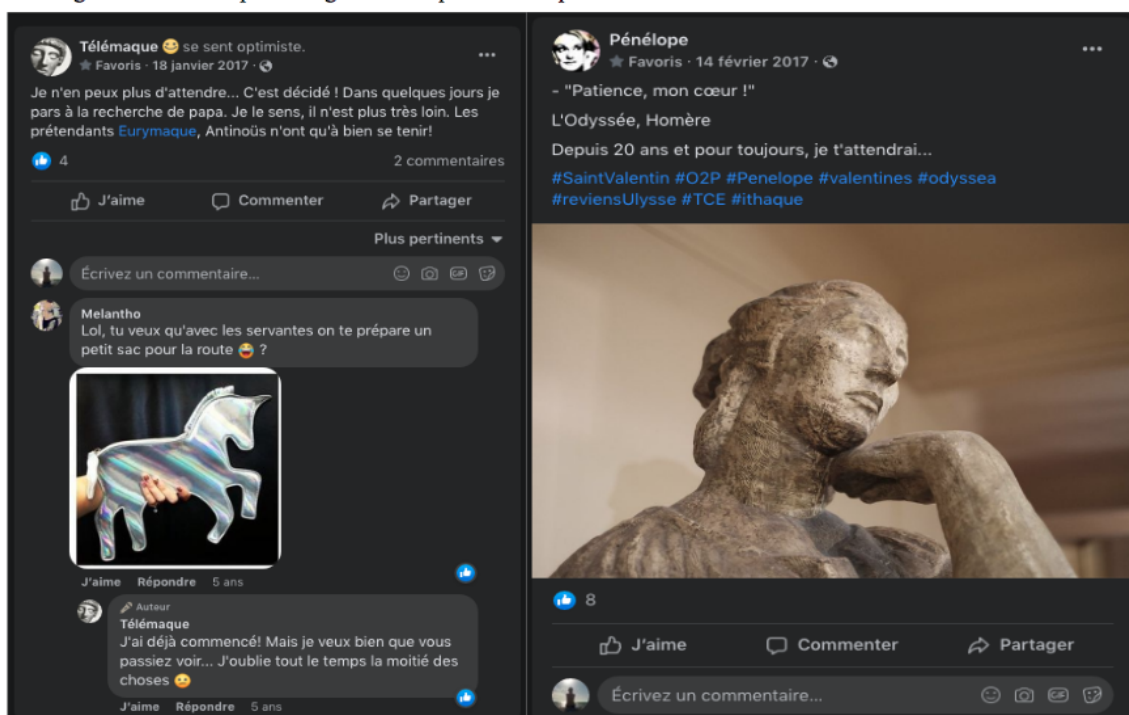 Télémaque 😄 se sent optimiste.
★ Favoris · 18 janvier 2017 ·
Je n'en peux plus d'attendre... C'est décidé ! Dans quelques jours je
pars à la recherche de papa. Je le sens, il n'est plus très loin. Les
prétendants Eurymaque, Antinoüs n'ont qu'à bien se tenir!
4
2 commentaires
J'aime
Commenter
Partager
Plus pertinents
Écrivez un commentaire...
GIF
Melantho
Lol, tu veux qu'avec les servantes on te prépare un
petit sac pour la route 😂 ?
J'aime Répondre 5 ans
Auteur
Télémaque
J'ai déjà commencé! Mais je veux bien que vous
passiez voir... J'oublie tout le temps la moitié des
choses 😕
J'aime Répondre 5 ans
Pénélope
★ Favoris · 14 février 2017 ·
- "Patience, mon cœur !"
L'Odyssée, Homère
Depuis 20 ans et pour toujours, je t'attendrai...
#SaintValentin #O2P #Penelope #valentines #odyssea
#reviensUlysse #TCE #ithaque
8
J'aime
Commenter
Partager
Écrivez un commentaire...
GIF